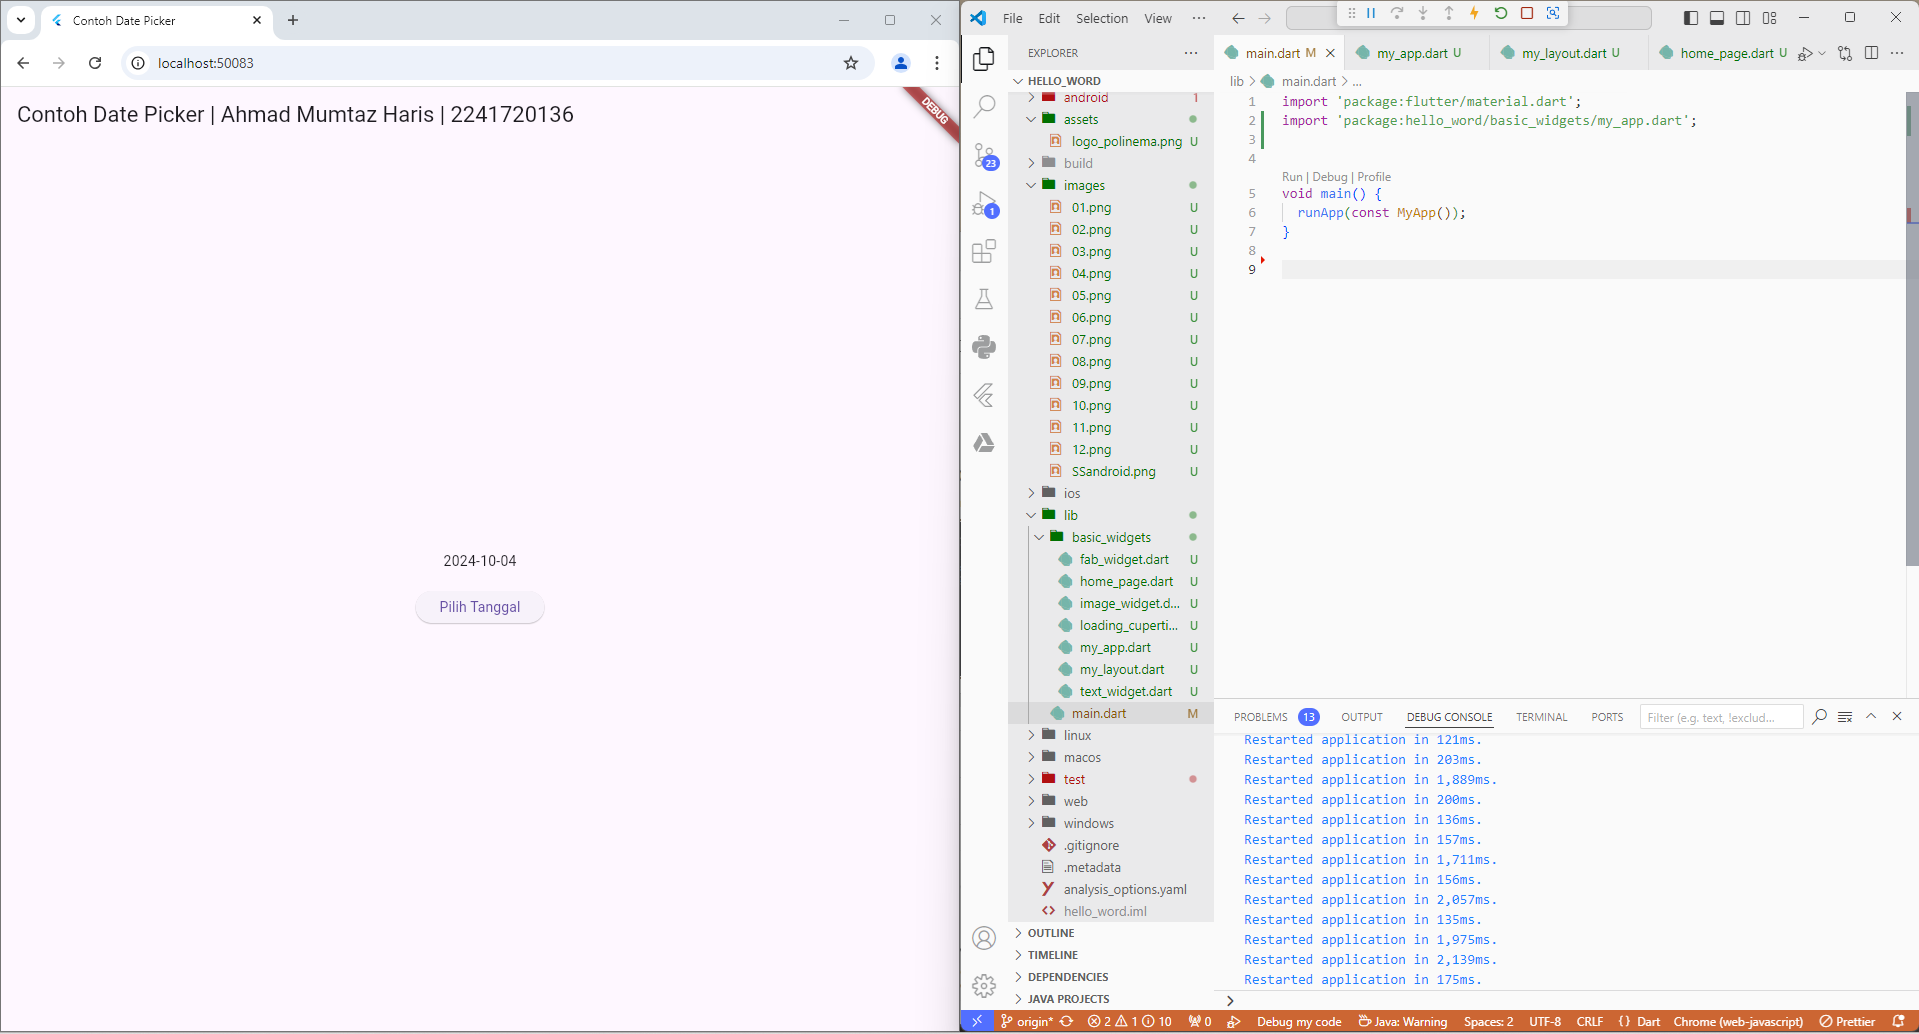 Contoh Date Picker
localhost:50083
Contoh Date Picker | Ahmad Mumtaz Haris | 2241720136
DEBUG
2024-10-04
Pilih Tanggal
File Edit Selection View
EXPLORER
HELLO_WORD
android 1
assets
logo_polinema.png U
build
images
01.png U
02.png U
03.png U
04.png U
05.png U
06.png U
07.png U
08.png U
09.png U
10.png U
11.png U
12.png U
SSandroid.png U
ios
lib
basic_widgets
fab_widget.dart U
home_page.dart U
image_widget.d... U
loading_cuperti... U
my_app.dart U
my_layout.dart U
text_widget.dart U
main.dart M
linux
macos
test
web
windows
.gitignore
.metadata
analysis_options.yaml
hello_word.iml
OUTLINE
TIMELINE
DEPENDENCIES
JAVA PROJECTS
23
1
main.dart M my_app.dart U my_layout.dart U home_page.dart U
lib > main.dart > ...
1 import 'package:flutter/material.dart';
2 import 'package:hello_word/basic_widgets/my_app.dart';
3
4
Run | Debug | Profile
5 void main() {
6 runApp(const MyApp());
7 }
8
9
PROBLEMS 13 OUTPUT DEBUG CONSOLE TERMINAL PORTS Filter (e.g. text, !exclud...
Restarted application in 121ms.
Restarted application in 203ms.
Restarted application in 1,889ms.
Restarted application in 200ms.
Restarted application in 136ms.
Restarted application in 157ms.
Restarted application in 1,711ms.
Restarted application in 156ms.
Restarted application in 2,057ms.
Restarted application in 135ms.
Restarted application in 1,975ms.
Restarted application in 2,139ms.
Restarted application in 175ms.
origin* 2 1 10 0 Debug my code Java: Warning Spaces: 2 UTF-8 CRLF { } Dart Chrome (web-javascript) Prettier